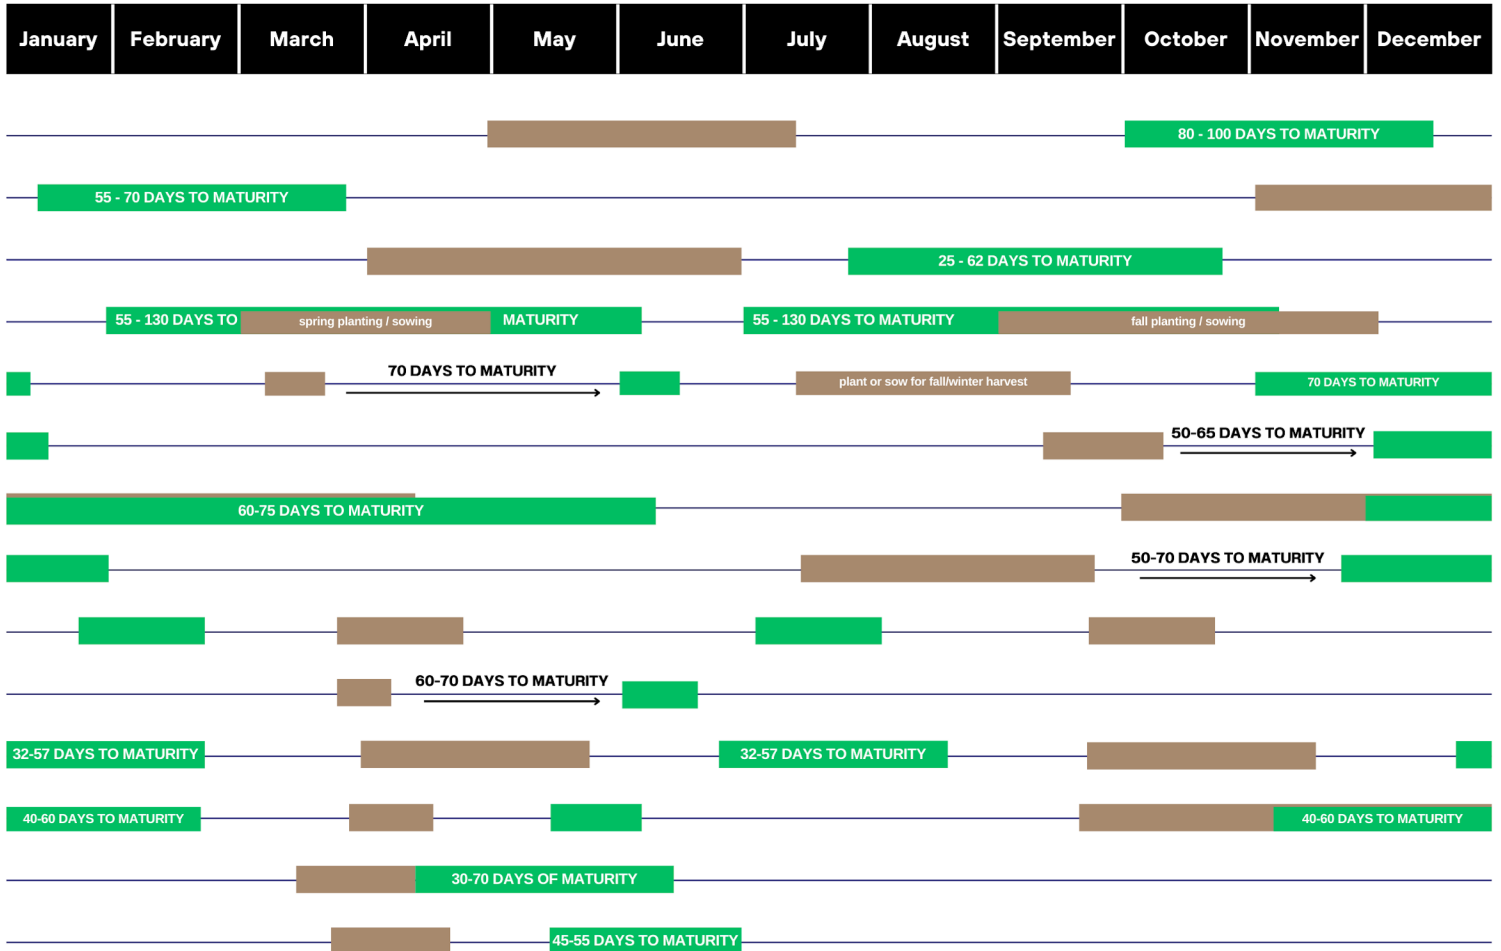 January February March April May June July August September October November December
80 - 100 DAYS TO MATURITY
55 - 70 DAYS TO MATURITY
25 - 62 DAYS TO MATURITY
55 - 130 DAYS TO spring planting / sowing MATURITY 55 - 130 DAYS TO MATURITY fall planting / sowing
70 DAYS TO MATURITY plant or sow for fall/winter harvest 70 DAYS TO MATURITY
50-65 DAYS TO MATURITY
60-75 DAYS TO MATURITY
50-70 DAYS TO MATURITY
60-70 DAYS TO MATURITY
32-57 DAYS TO MATURITY 32-57 DAYS TO MATURITY
40-60 DAYS TO MATURITY 40-60 DAYS TO MATURITY
30-70 DAYS OF MATURITY
45-55 DAYS TO MATURITY